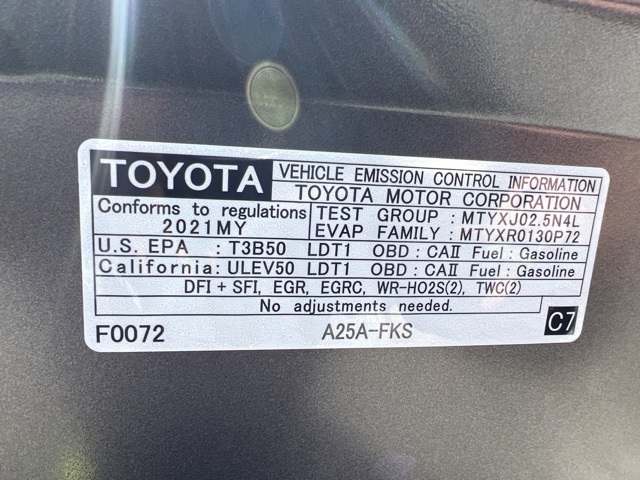 TOYOTA VEHICLE EMISSION CONTROL INFORMATION
TOYOTA MOTOR CORPORATION
Conforms to regulations TEST GROUP : MTYXJ02.5N4L
2021MY EVAP FAMILY : MTYXR0130P72
U.S. EPA : T3B50 LDT1 OBD : CAⅡ Fuel : Gasoline
California: ULEV50 LDT1 OBD : CAⅡ Fuel : Gasoline
DFI + SFI, EGR, EGRC, WR-HO2S(2), TWC(2)
No adjustments needed.
F0072 A25A-FKS C7